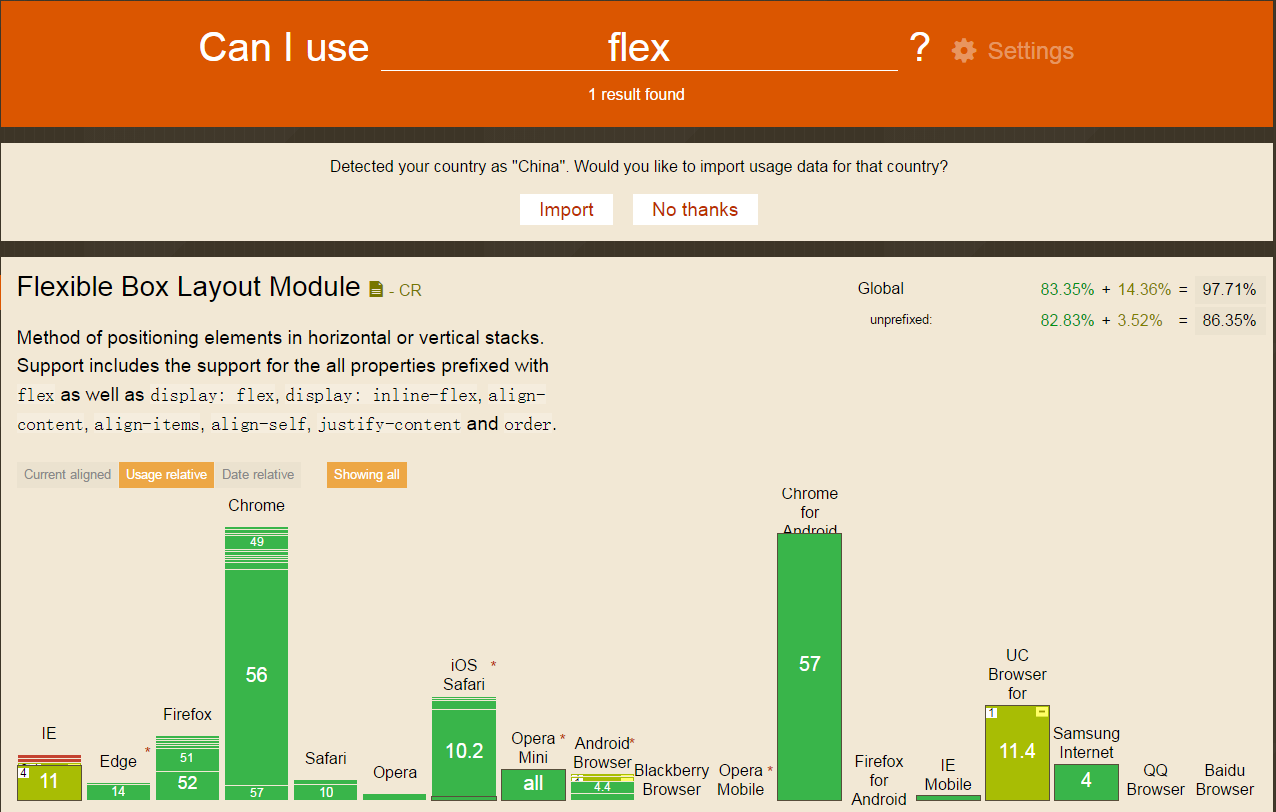 Can I use flex ? Settings
1 result found
Detected your country as "China". Would you like to import usage data for that country?
Import No thanks
Flexible Box Layout Module - CR
Global 83.35% + 14.36% = 97.71%
unprefixed: 82.83% + 3.52% = 86.35%
Method of positioning elements in horizontal or vertical stacks.
Support includes the support for the all properties prefixed with
flex as well as display: flex, display: inline-flex, align-
content, align-items, align-self, justify-content and order.
Current aligned Usage relative Date relative Showing all
IE
4
11
Edge *
14
Firefox
51
52
Chrome
49
56
57
Safari
10
Opera
iOS *
Safari
10.2
Opera *
Mini
all
Android*
Browser
4.4
Blackberry
Browser
Opera *
Mobile
Chrome
for
Android
57
Firefox
for
Android
IE
Mobile
UC
Browser
for
1 -
11.4
Samsung
Internet
4
QQ
Browser
Baidu
Browser